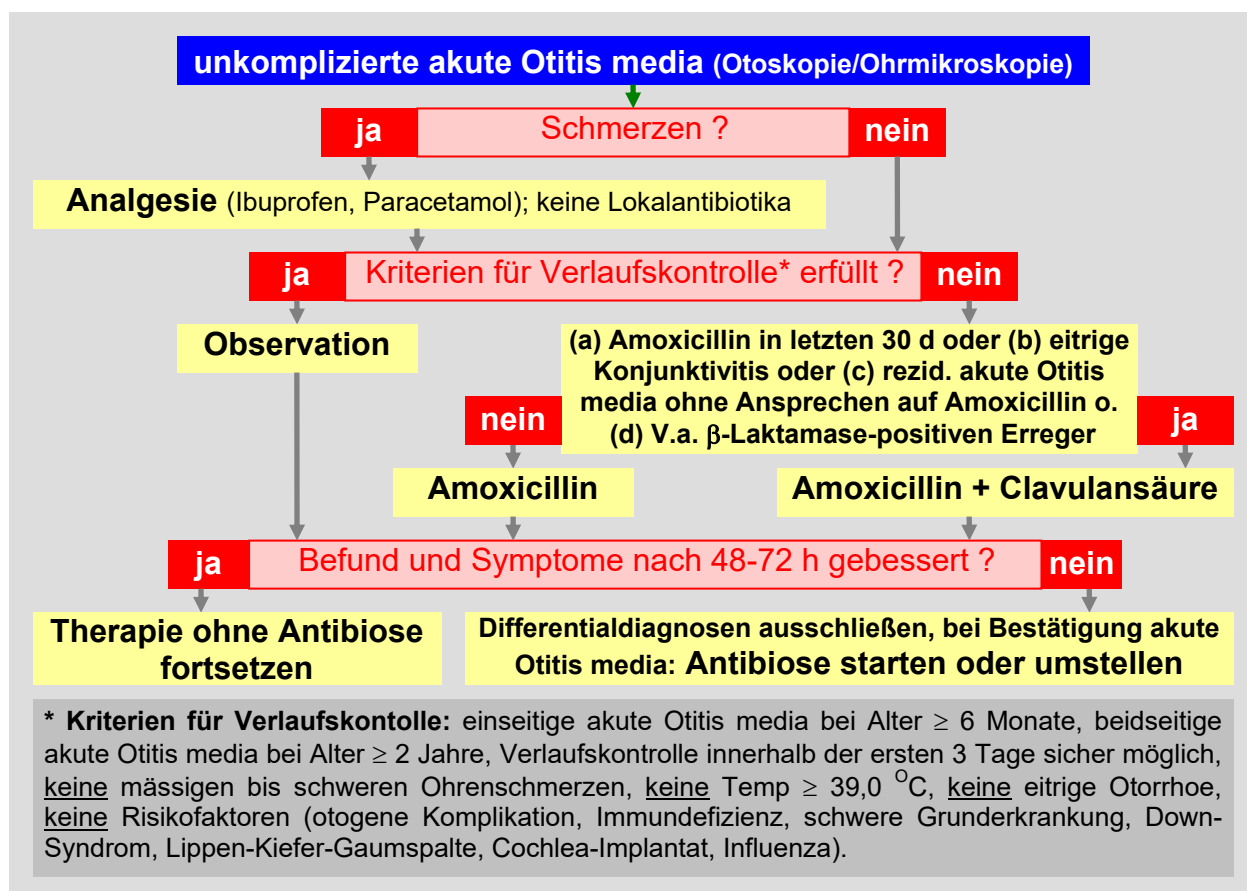 unkomplizierte akute Otitis media (Otoskopie/Ohrmikroskopie)
ja
Schmerzen ?
nein
Analgesie (Ibuprofen, Paracetamol); keine Lokalantibiotika
ja
Kriterien für Verlaufskontrolle* erfüllt ?
nein
Observation
(a) Amoxicillin in letzten 30 d oder (b) eitrige
Konjunktivitis oder (c) rezid. akute Otitis
media ohne Ansprechen auf Amoxicillin o.
(d) V.a. β-Laktamase-positiven Erreger
nein
ja
Amoxicillin
Amoxicillin + Clavulansäure
ja
Befund und Symptome nach 48-72 h gebessert ?
nein
Therapie ohne Antibiose
fortsetzen
Differentialdiagnosen ausschließen, bei Bestätigung akute
Otitis media: Antibiose starten oder umstellen
* Kriterien für Verlaufskontolle: einseitige akute Otitis media bei Alter ≥ 6 Monate, beidseitige
akute Otitis media bei Alter ≥ 2 Jahre, Verlaufskontrolle innerhalb der ersten 3 Tage sicher möglich,
keine mässigen bis schweren Ohrenschmerzen, keine Temp ≥ 39,0 °C, keine eitrige Otorrhoe,
keine Risikofaktoren (otogene Komplikation, Immundefizienz, schwere Grunderkrankung, Down-
Syndrom, Lippen-Kiefer-Gaumspalte, Cochlea-Implantat, Influenza).